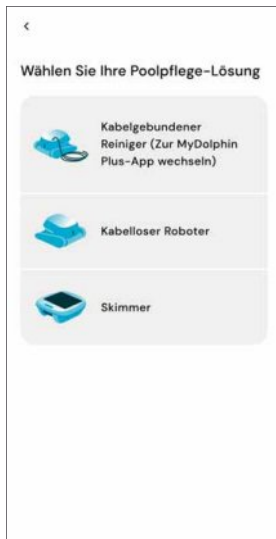 Wählen Sie Ihre Poolpflege-Lösung
Kabelgebundener
Reiniger (Zur MyDolphin
Plus-App wechseln)
Kabelloser Roboter
Skimmer